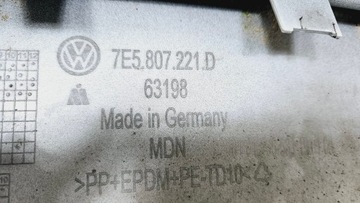 7E5.807.221.D
63198
Made in Germany
MDN
>PP+EPDM+PE-TD10<